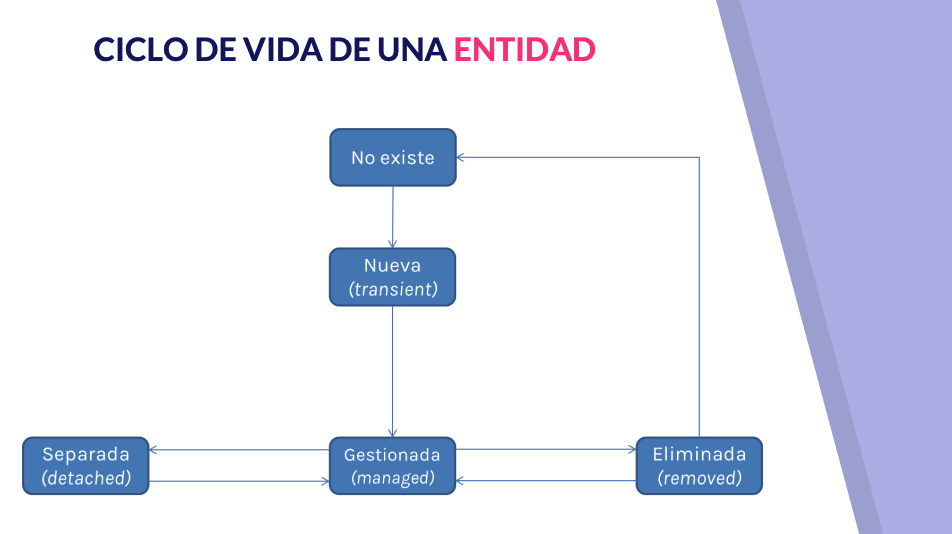 CICLO DE VIDA DE UNA ENTIDAD
No existe
Nueva
(transient)
Separada
(detached)
Gestionada
(managed)
Eliminada
(removed)